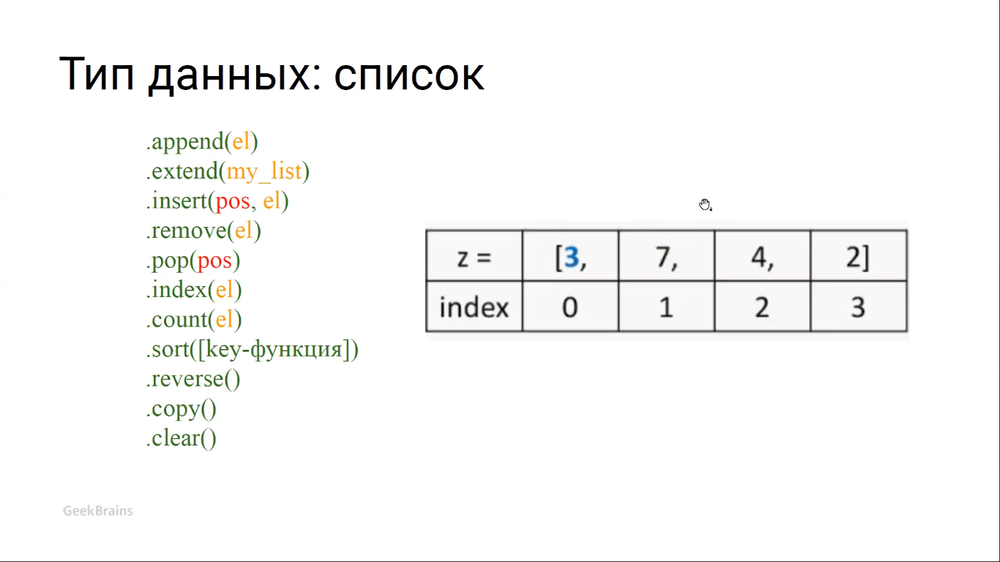 Тип данных: список
.append(el)
.extend(my_list)
.insert(pos, el)
.remove(el)
.pop(pos)
.index(el)
.count(el)
.sort([key-функция])
.reverse()
.copy()
.clear()
z = [3, 7, 4, 2]
index 0 1 2 3
GeekBrains